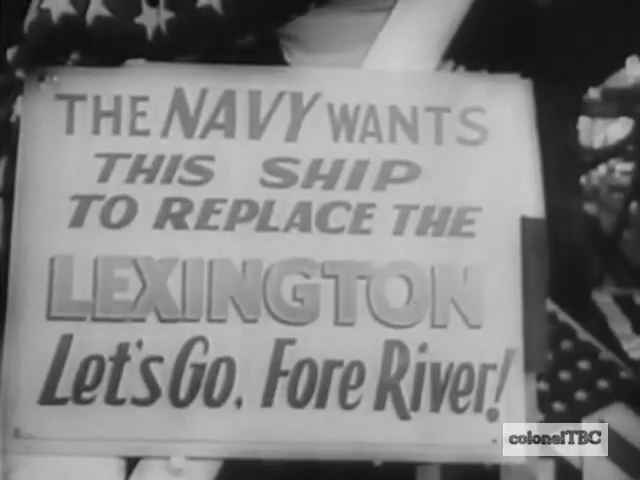 THE NAVY WANTS
THIS SHIP
TO REPLACE THE
LEXINGTON
Let's Go, Fore River!
colonelTBC